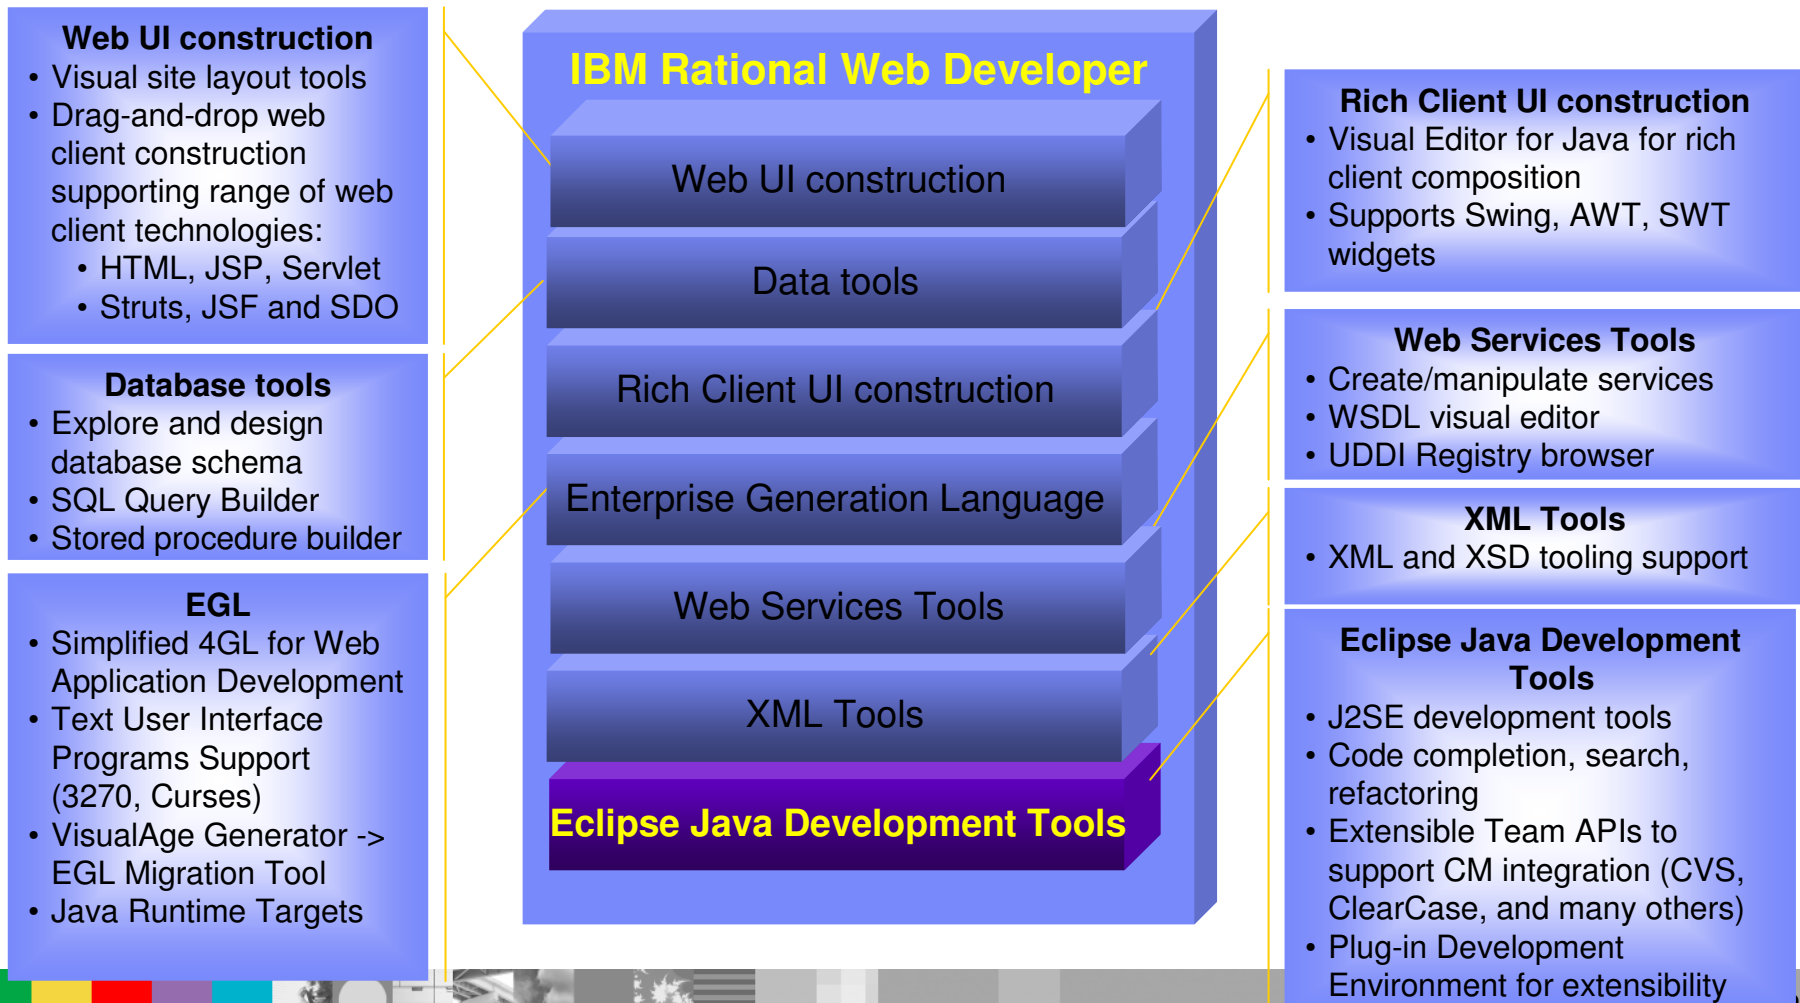 Web UI construction
• Visual site layout tools
• Drag-and-drop web
client construction
supporting range of web
client technologies:
• HTML, JSP, Servlet
• Struts, JSF and SDO
Database tools
• Explore and design
database schema
• SQL Query Builder
• Stored procedure builder
EGL
• Simplified 4GL for Web
Application Development
• Text User Interface
Programs Support
(3270, Curses)
• VisualAge Generator ->
EGL Migration Tool
• Java Runtime Targets
IBM Rational Web Developer
Web UI construction
Data tools
Rich Client UI construction
Enterprise Generation Language
Web Services Tools
XML Tools
Eclipse Java Development Tools
Rich Client UI construction
• Visual Editor for Java for rich
client composition
• Supports Swing, AWT, SWT
widgets
Web Services Tools
• Create/manipulate services
• WSDL visual editor
• UDDI Registry browser
XML Tools
• XML and XSD tooling support
Eclipse Java Development
Tools
• J2SE development tools
• Code completion, search,
refactoring
• Extensible Team APIs to
support CM integration (CVS,
ClearCase, and many others)
• Plug-in Development
Environment for extensibility